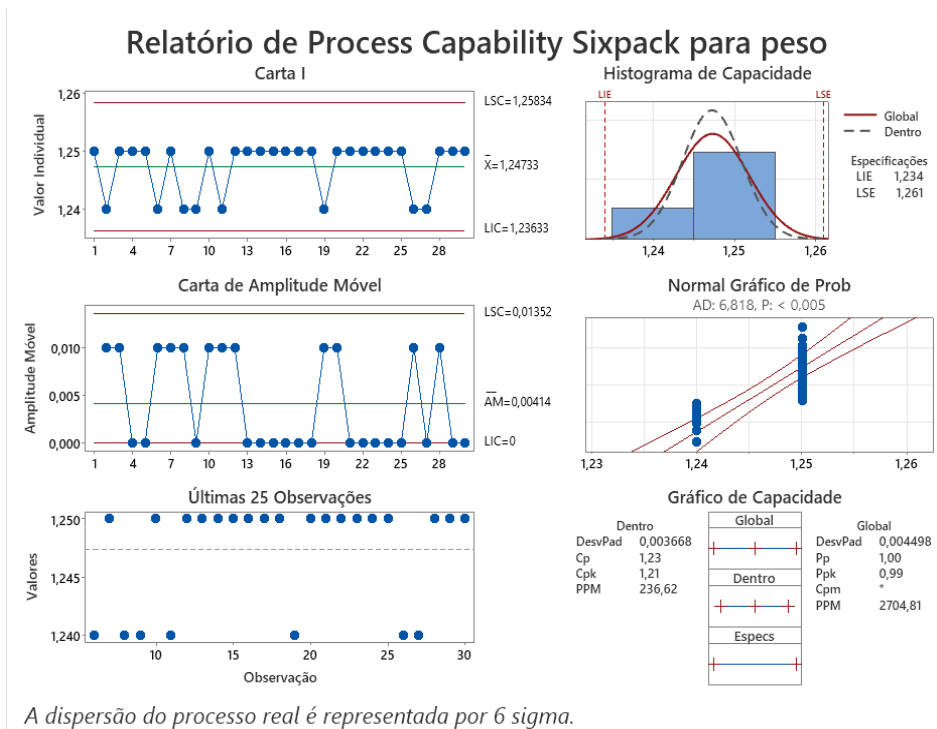 Relatório de Process Capability Sixpack para peso
Carta I
Valor Individual
1,26
1,25
1,24
1 4 7 10 13 16 19 22 25 28
LSC=1,25834
X=1,24733
LIC=1,23633
Histograma de Capacidade
LIE LSE
1,24 1,25 1,26
Global
Dentro
Especificações
LIE 1,234
LSE 1,261
Carta de Amplitude Móvel
Amplitude Móvel
0,010
0,005
0,000
1 4 7 10 13 16 19 22 25 28
LSC=0,01352
AM=0,00414
LIC=0
Normal Gráfico de Prob
AD: 6,818, P: < 0,005
1,23 1,24 1,25 1,26
Últimas 25 Observações
Valores
1,250
1,245
1,240
10 15 20 25 30
Observação
Gráfico de Capacidade
Dentro
DesvPad 0,003668
Cp 1,23
Cpk 1,21
PPM 236,62
Global
Dentro
Especs
Global
DesvPad 0,004498
Pp 1,00
Ppk 0,99
Cpm *
PPM 2704,81
A dispersão do processo real é representada por 6 sigma.